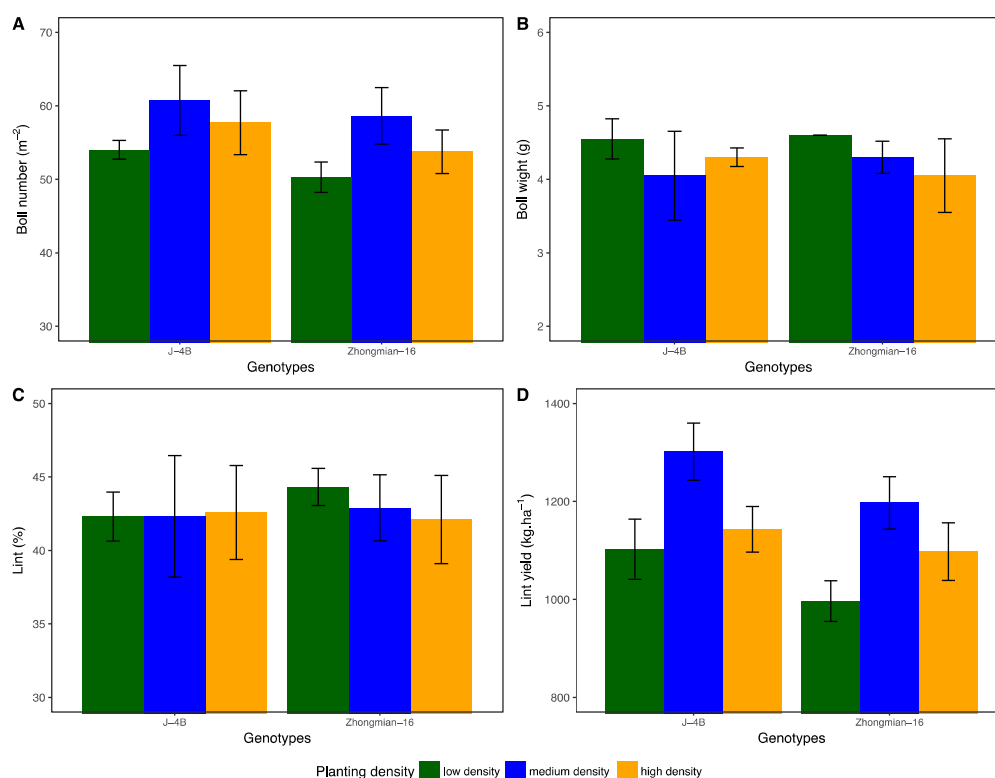 A
70
60
50
40
30
Boll number (m⁻²)
J−4B
Zhongmian−16
Genotypes
B
6
5
4
3
2
Boll wight (g)
J−4B
Zhongmian−16
Genotypes
C
50
45
40
35
30
Lint (%)
J−4B
Zhongmian−16
Genotypes
D
1400
1200
1000
800
Lint yield (kg.ha⁻¹)
J−4B
Zhongmian−16
Genotypes
Planting density low density medium density high density